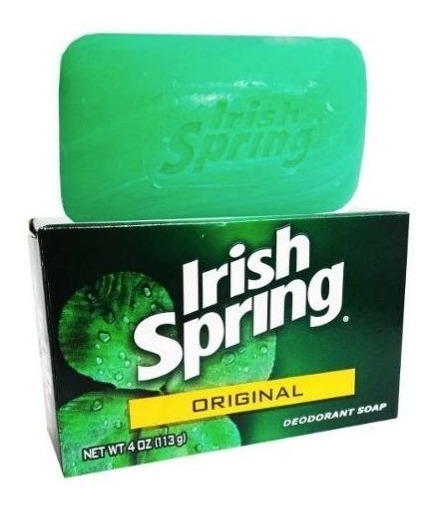 Irish
Spring
Irish
Spring®
ORIGINAL
DEODORANT SOAP
NET WT 4 OZ (113 g)